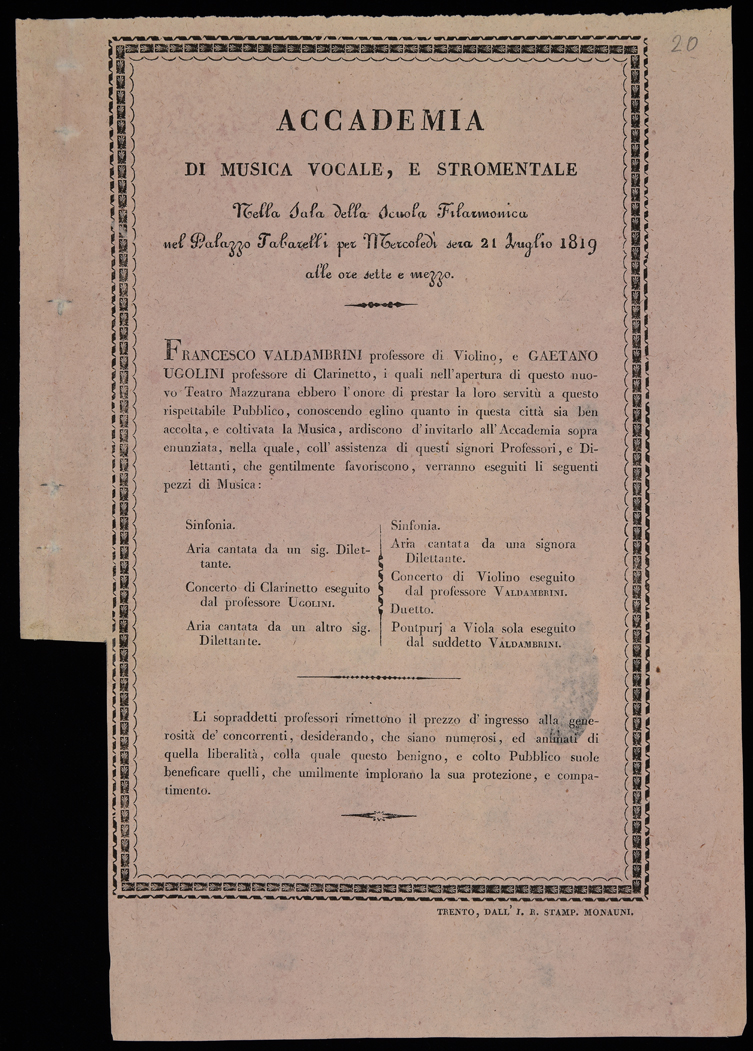 20
ACCADEMIA
DI MUSICA VOCALE, E STROMENTALE
Nella Sala della Scuola Filarmonica
nel Palazzo Tabarelli per Mercoledì sera 21 Luglio 1819
alle ore sette e mezzo.
FRANCESCO VALDAMBRINI professore di Violino, e GAETANO
UGOLINI professore di Clarinetto, i quali nell'apertura di questo nuo-
vo Teatro Mazzurana ebbero l'onore di prestar la loro servitù a questo
rispettabile Pubblico, conoscendo eglino quanto in questa città sia ben
accolta, e coltivata la Musica, ardiscono d'invitarlo all'Accademia sopra
enunziata, nella quale, coll' assistenza di questi signori Professori, e Di-
lettanti, che gentilmente favoriscono, verranno eseguiti li seguenti
pezzi di Musica:
Sinfonia.
Aria cantata da un sig. Dilet-
tante.
Concerto di Clarinetto eseguito
dal professore UGOLINI.
Aria cantata da un altro sig.
Dilettante.
Sinfonia.
Aria cantata da una signora
Dilettante.
Concerto di Violino eseguito
dal professore VALDAMBRINI.
Duetto.
Poutpurj a Viola sola eseguito
dal suddetto VALDAMBRINI.
Li sopraddetti professori rimettono il prezzo d' ingresso alla gene-
rosità de' concorrenti, desiderando, che siano numerosi, ed animati di
quella liberalità, colla quale questo benigno, e colto Pubblico suole
beneficare quelli, che umilmente implorano la sua protezione, e compa-
timento.
TRENTO, DALL' I. R. STAMP. MONAUNI.